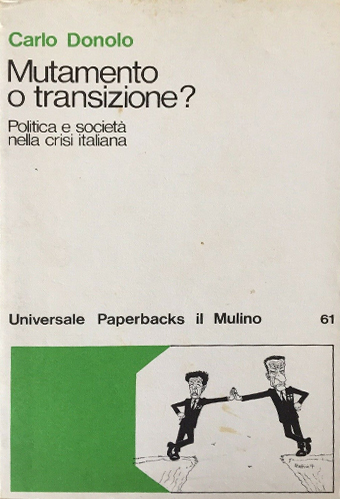 Carlo Donolo
Mutamento
o transizione?
Politica e società
nella crisi italiana
Universale Paperbacks il Mulino 61